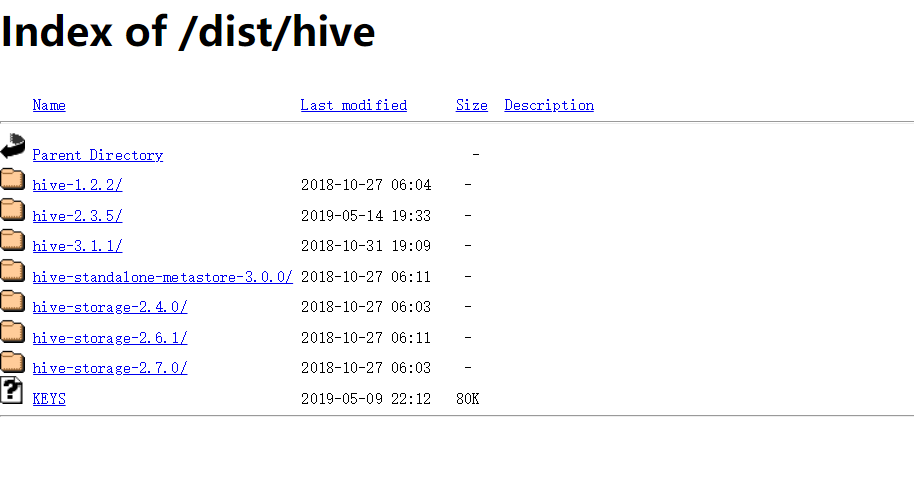 Index of /dist/hive
Name Last modified Size Description
Parent Directory -
hive-1.2.2/ 2018-10-27 06:04 -
hive-2.3.5/ 2019-05-14 19:33 -
hive-3.1.1/ 2018-10-31 19:09 -
hive-standalone-metastore-3.0.0/ 2018-10-27 06:11 -
hive-storage-2.4.0/ 2018-10-27 06:03 -
hive-storage-2.6.1/ 2018-10-27 06:11 -
hive-storage-2.7.0/ 2018-10-27 06:03 -
KEYS 2019-05-09 22:12 80K